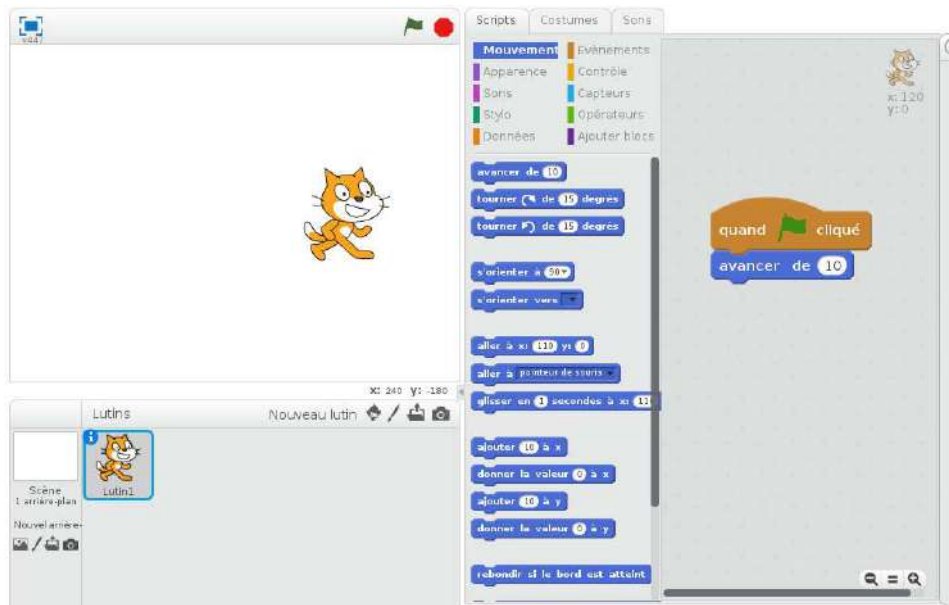 v447
Scripts Costumes Sons
Mouvement Evènements
Apparence Contrôle
Sons Capteurs
Stylo Opérateurs
Données Ajouter blocs
x: 120
y: 0
avancer de 10
tourner de 15 degrés
tourner de 15 degrés
s'orienter à 90
s'orienter vers
aller à x: 110 y: 0
aller à pointeur de souris
glisser en 1 secondes à x: 11
ajouter 10 à x
donner la valeur 0 à x
ajouter 10 à y
donner la valeur 0 à y
rebondir si le bord est atteint
quand cliqué
avancer de 10
X: 240 y: -180
Lutins Nouveau lutin
Lutin1
Scène
1 arrière-plan
Nouvel arrière-